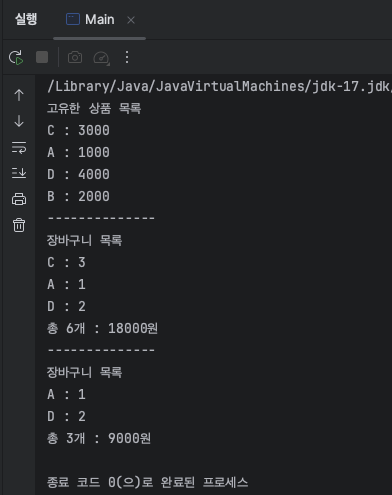 실행
Main
/Library/Java/JavaVirtualMachines/jdk-17.jdk/
고유한 상품 목록
C : 3000
A : 1000
D : 4000
B : 2000
--------------
장바구니 목록
C : 3
A : 1
D : 2
총 6개 : 18000원
--------------
장바구니 목록
A : 1
D : 2
총 3개 : 9000원
종료 코드 0(으)로 완료된 프로세스